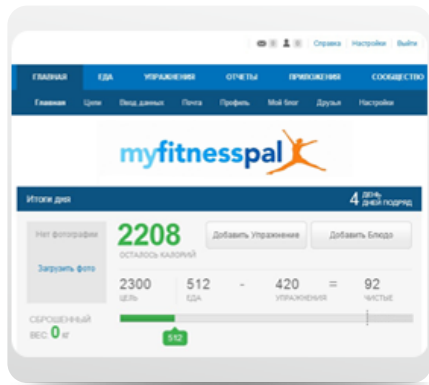 Справка Настройки Выйти
ГЛАВНАЯ ЕДА УПРАЖНЕНИЯ ОТЧЕТЫ ПРИЛОЖЕНИЯ СООБЩЕСТВО
Главная Цели Ввод данных Почта Профиль Мой блог Друзья Настройки
myfitnesspal
Итоги дня
4 ДЕНЬ
ДНЕЙ ПОДРЯД
Нет фотографии
Загрузить фото
2208
ОСТАЛОСЬ КАЛОРИЙ
Добавить Упражнение Добавить Блюдо
2300 512 - 420 = 92
ЦЕЛЬ ЕДА УПРАЖНЕНИЯ ЧИСТЫЕ
СБРОШЕННЫЙ
ВЕС: 0 кг
512